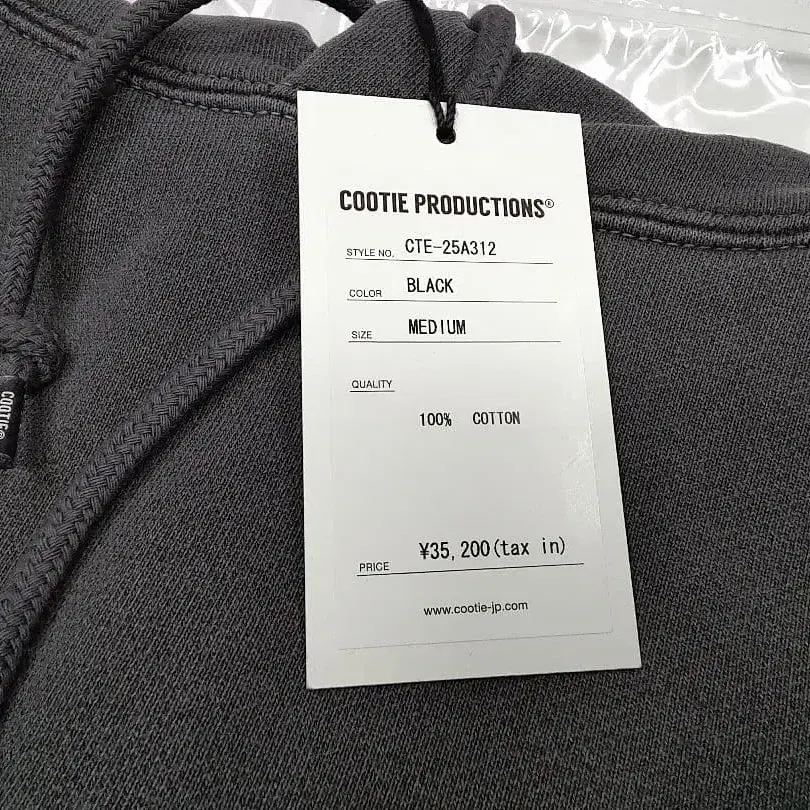 COOTIE PRODUCTIONS®
STYLE NO. CTE-25A312
COLOR BLACK
SIZE MEDIUM
QUALITY
100% COTTON
PRICE ¥35,200(tax in)
www.cootie-jp.com
COOTIE®